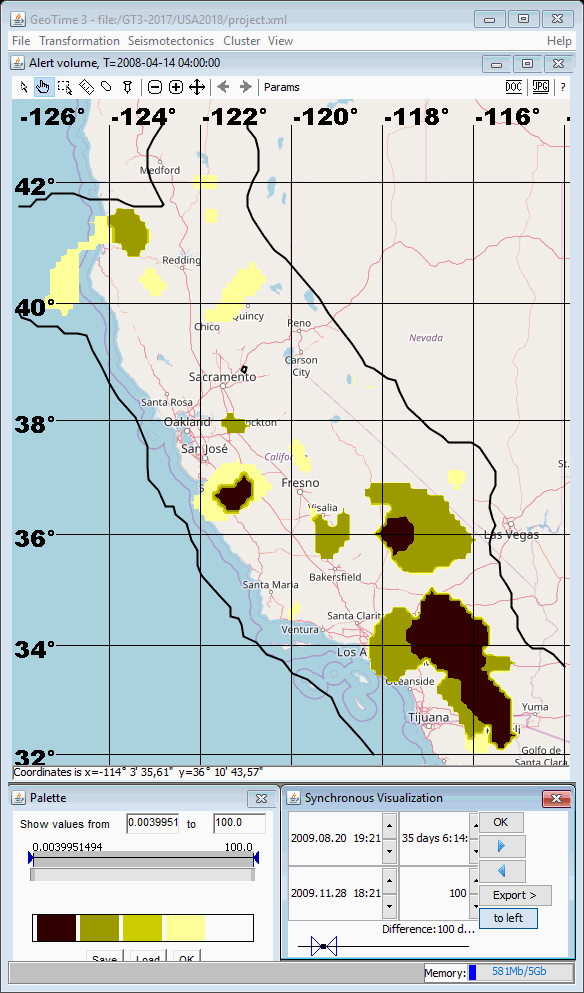 GeoTime 3 - file:/GT3-2017/USA2018/project.xml
File Transformation Seismotectonics Cluster View Help
Alert volume, T=2008-04-14 04:00:00
Params DOC JPG ?
-126° -124° -122° -120° -118° -116°
Medford
42°
Redding
40°
Quincy
Chico
Reno
Nevada
Carson
City
Sacramento
Santa Rosa
38°
Oakland
ckton
San José
Califor
Fresno
Visalia
36°
Las Vegas
Bakersfield
Santa Maria
Santa Clarit
Ventura
34°
Los A
Oceanside
Yuma
Tijuana
li
Golfo de
Santa Clara
32°
Coordinates is x=-114° 3' 35,61" y=36° 10' 43,57"
Palette
Show values from 0.0039951 to 100.0
0.0039951494 100.0
Save Load OK
Synchronous Visualization
2009.08.20 19:21 35 days 6:14: OK
2009.11.28 18:21 100 Export >
to left
Difference: 100 d...
Memory: 581Mb/5Gb